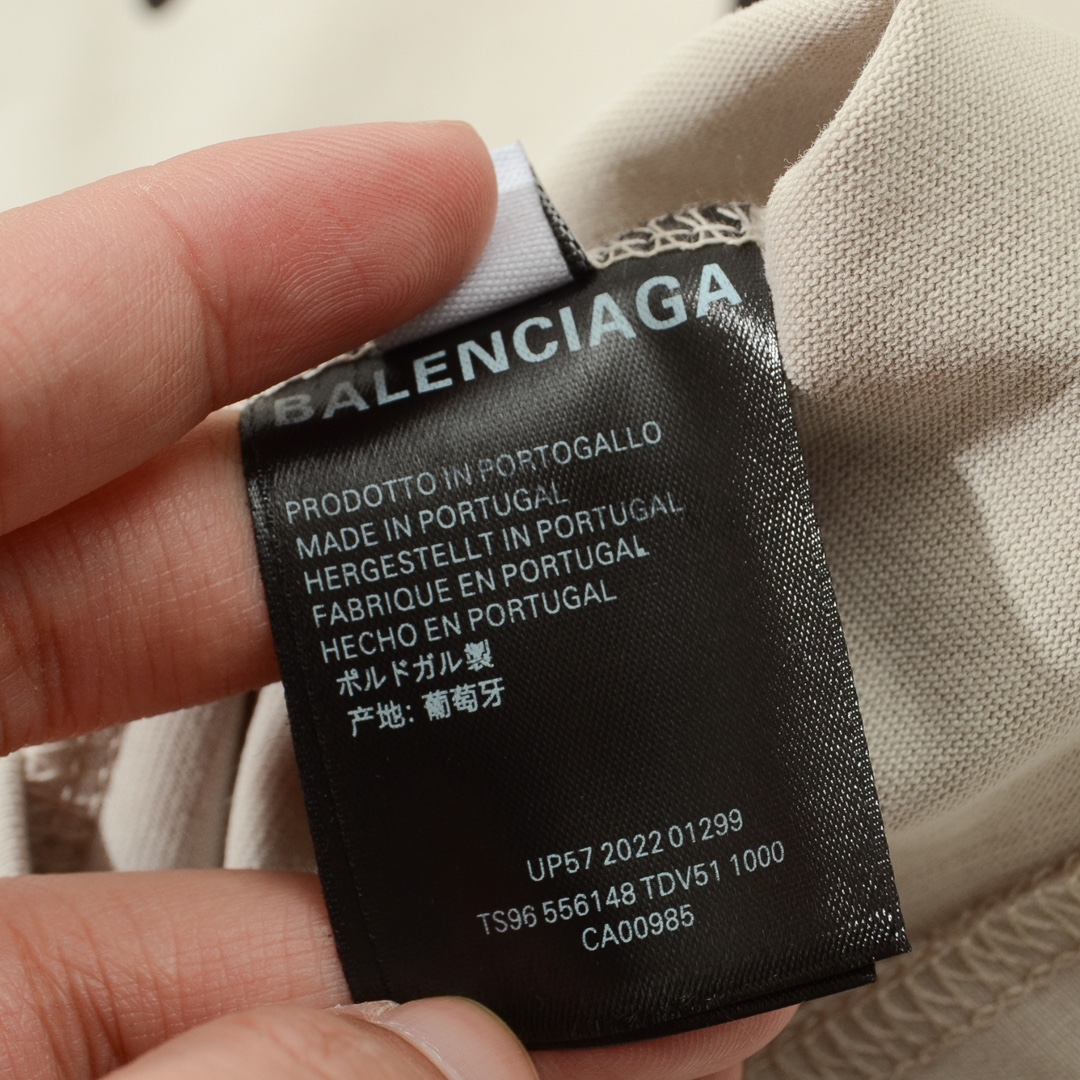 BALENCIAGA
PRODOTTO IN PORTOGALLO
MADE IN PORTUGAL
HERGESTELLT IN PORTUGAL
FABRIQUE EN PORTUGAL
HECHO EN PORTUGAL
ポルドガル製
产地: 葡萄牙
UP57 2022 01299
TS96 556148 TDV51 1000
CA00985